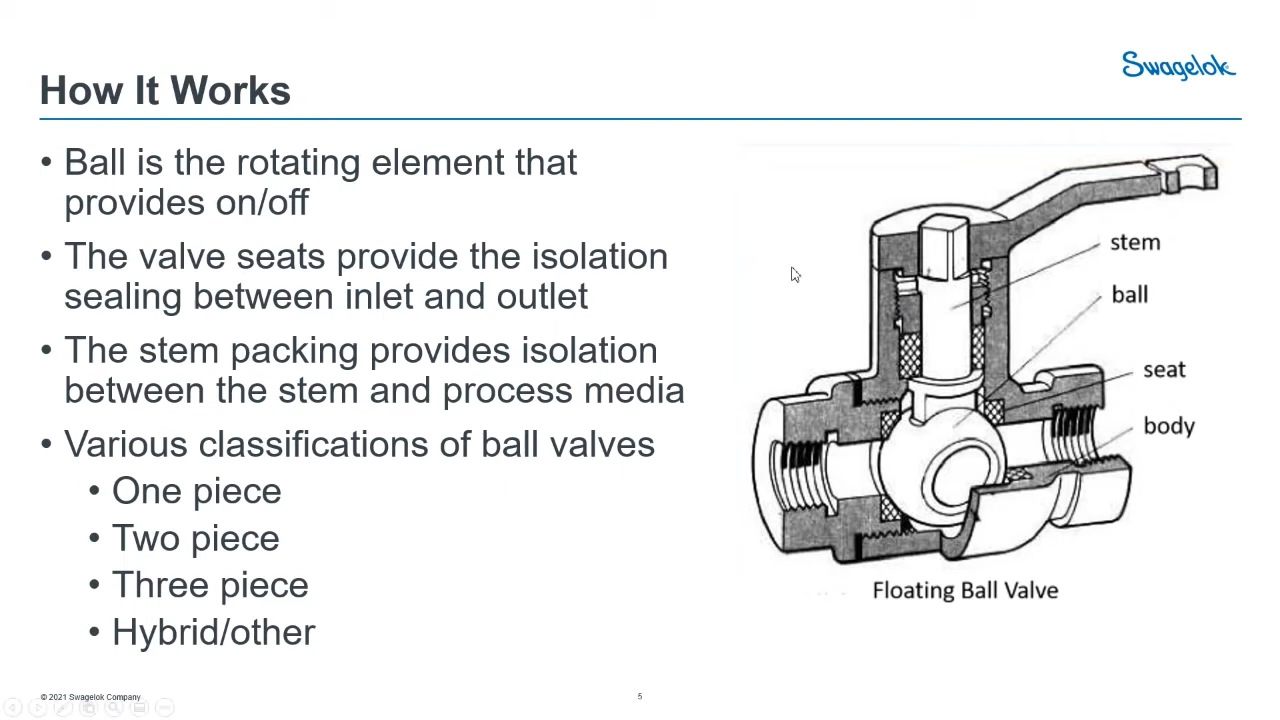 Swagelok
How It Works
• Ball is the rotating element that
provides on/off
• The valve seats provide the isolation
sealing between inlet and outlet
• The stem packing provides isolation
between the stem and process media
• Various classifications of ball valves
• One piece
• Two piece
• Three piece
• Hybrid/other
stem
ball
seat
body
Floating Ball Valve
© 2021 Swagelok Company
5